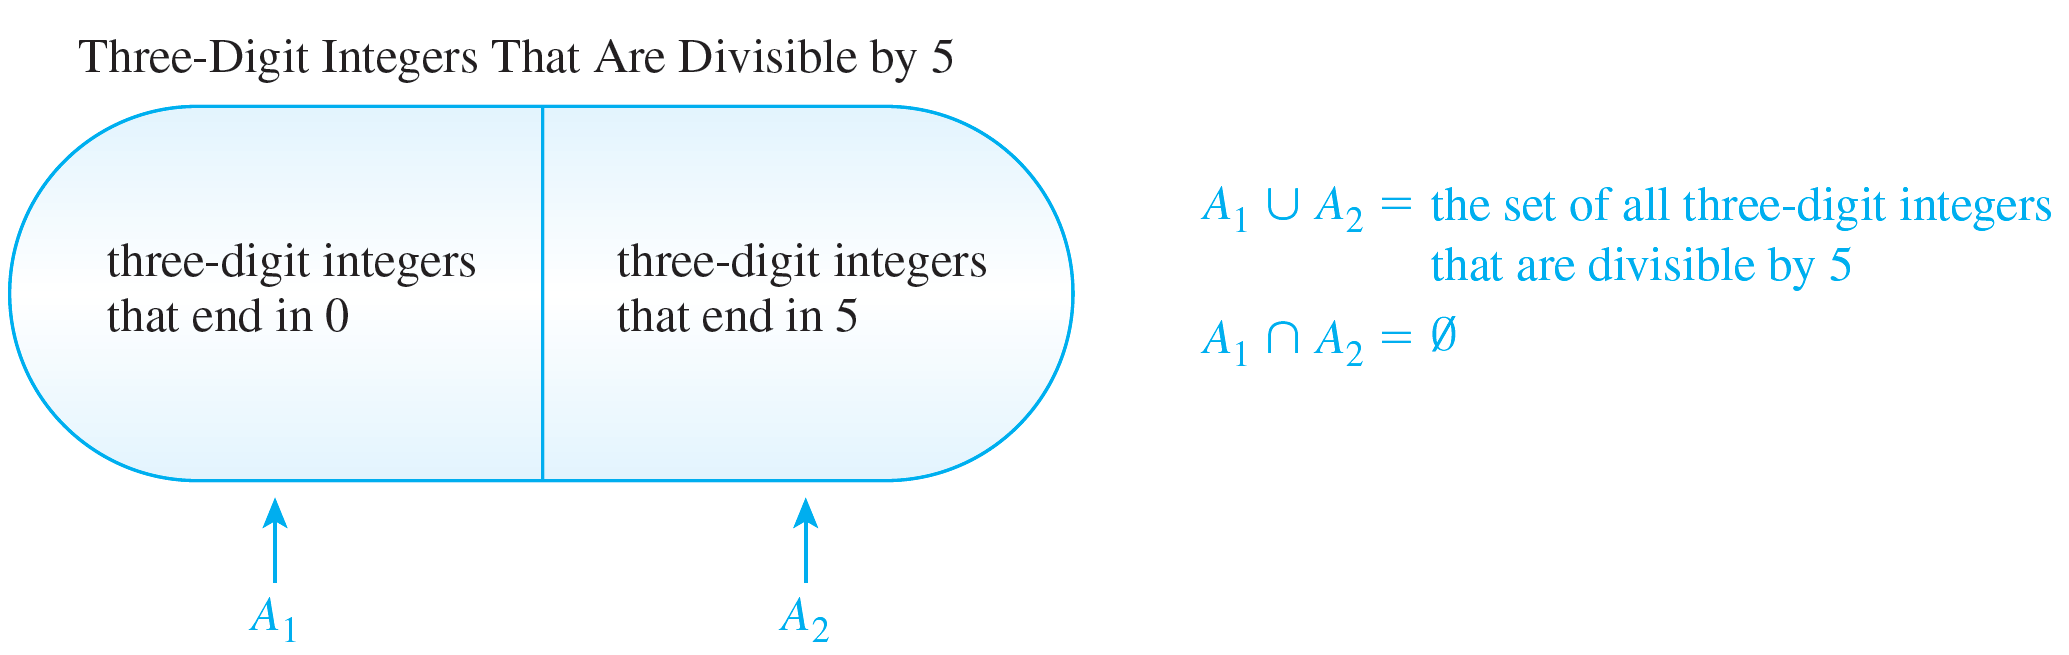 Three-Digit Integers That Are Divisible by 5
three-digit integers
that end in 0
three-digit integers
that end in 5
A₁
A₂
A₁ ∪ A₂ = the set of all three-digit integers
that are divisible by 5
A₁ ∩ A₂ = ∅